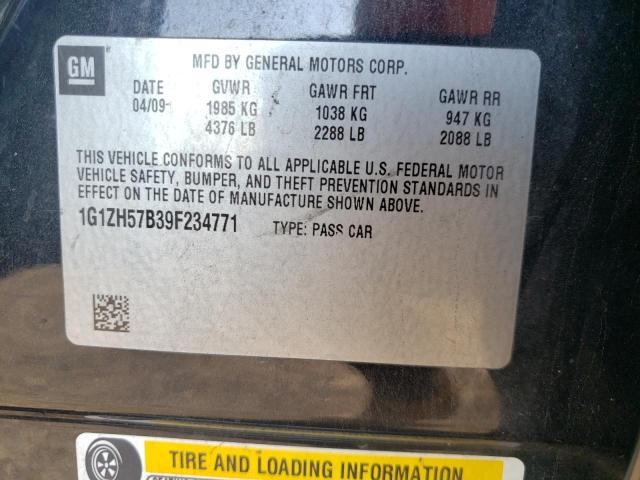 GM
MFD BY GENERAL MOTORS CORP.
DATE GVWR GAWR FRT GAWR RR
04/09 1985 KG 1038 KG 947 KG
4376 LB 2288 LB 2088 LB
THIS VEHICLE CONFORMS TO ALL APPLICABLE U.S. FEDERAL MOTOR
VEHICLE SAFETY, BUMPER, AND THEFT PREVENTION STANDARDS IN
EFFECT ON THE DATE OF MANUFACTURE SHOWN ABOVE.
1G1ZH57B39F234771 TYPE: PASS CAR
TIRE AND LOADING INFORMATION